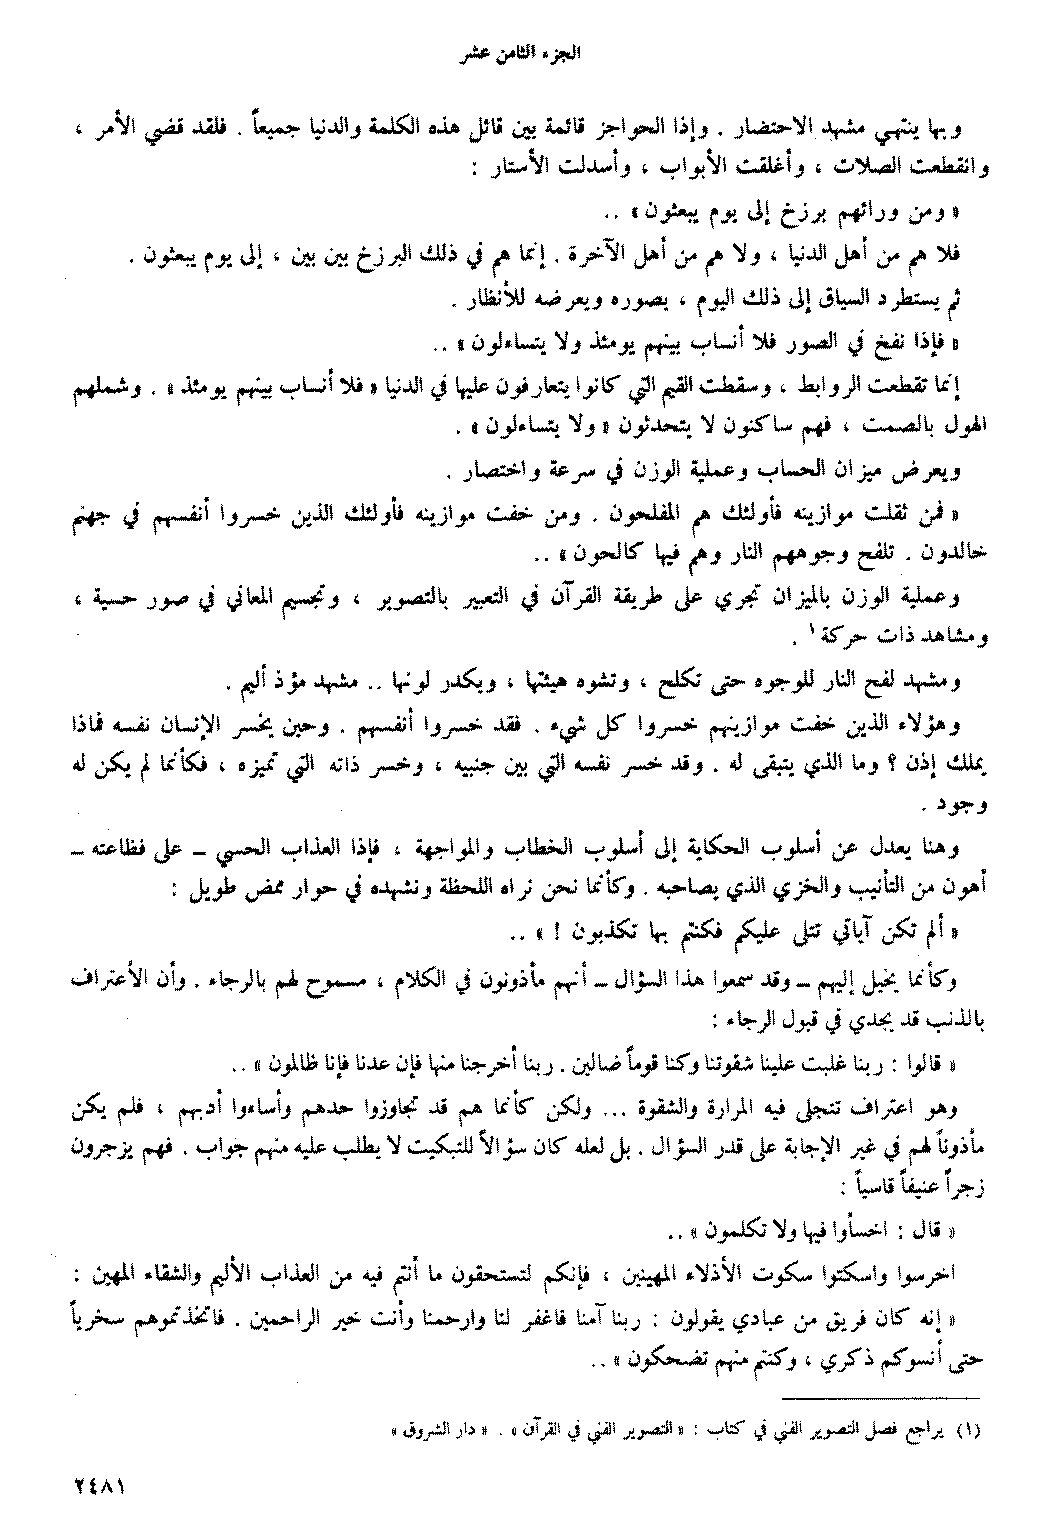 الجزء الثامن عشر
وبها ينتهي مشهد الاحتضار . وإذا الحواجز قائمة بين قائل هذه الكلمة والدنيا جميعاً . فلقد قضي الأمر ،
وانقطعت الصلات ، وأغلقت الأبواب ، وأسدلت الأستار :
« ومن ورائهم برزخ إلى يوم يبعثون » ..
فلا هم من أهل الدنيا ، ولا هم من أهل الآخرة . إنما هم في ذلك البرزخ بين بين ، إلى يوم يبعثون .
ثم يستطرد السياق إلى ذلك اليوم ، يصوره ويعرضه للأنظار .
« فإذا نفخ في الصور فلا أنساب بينهم يومئذ ولا يتساءلون » ..
إنما تقطعت الروابط ، وسقطت القيم التي كانوا يتعارفون عليها في الدنيا « فلا أنساب بينهم يومئذ » . وشملهم
الهول بالصمت ، فهم ساكنون لا يتحدثون « ولا يتساءلون » .
ويعرض ميزان الحساب وعملية الوزن في سرعة واختصار .
« فمن ثقلت موازينه فأولئك هم المفلحون . ومن خفت موازينه فأولئك الذين خسروا أنفسهم في جهنم
خالدون . تلفح وجوههم النار وهم فيها كالحون » ..
وعملية الوزن بالميزان تجري على طريقة القرآن في التعبير بالتصوير ، وتجسيم المعاني في صور حسية ،
ومشاهد ذات حركة ١ .
ومشهد لفح النار للوجوه حتى تكلح ، وتشوه هيئتها ، ويكدر لونها .. مشهد مؤذ أليم .
وهؤلاء الذين خفت موازينهم خسروا كل شيء . فقد خسروا أنفسهم . وحين يخسر الإنسان نفسه فماذا
يملك إذن ؟ وما الذي يتبقى له . وقد خسر نفسه التي بين جنبيه ، وخسر ذاته التي تميزه ، فكأنما لم يكن له
وجود .
وهنا يعدل عن أسلوب الحكاية إلى أسلوب الخطاب والمواجهة ، فإذا العذاب الحسي – على فظاعته –
أهون من التأنيب والخزي الذي يصاحبه . وكأنما نحن نراه اللحظة ونشهده في حوار ممض طويل :
« ألم تكن آياتي تتلى عليكم فكنتم بها تكذبون ! » ..
وكأنما يخيل إليهم – وقد سمعوا هذا السؤال – أنهم مأذونون في الكلام ، مسموح لهم بالرجاء . وأن الأعتراف
بالذنب قد يجدي في قبول الرجاء :
« قالوا : ربنا غلبت علينا شقوتنا وكنا قوماً ضالين . ربنا أخرجنا منها فإن عدنا فإنا ظالمون » ..
وهو اعتراف تتجلى فيه المرارة والشقوة ... ولكن كأنما هم قد تجاوزوا حدهم وأساءوا أدبهم ، فلم يكن
مأذوناً لهم في غير الإجابة على قدر السؤال . بل لعله كان سؤالاً للتبكيت لا يطلب عليه منهم جواب . فهم يزجرون
زجراً عنيفاً قاسياً :
« قال : اخسأوا فيها ولا تكلمون » ..
اخرسوا واسكتوا سكوت الأذلاء المهينين ، فإنكم لتستحقون ما أنتم فيه من العذاب الأليم والشقاء المهين :
« إنه كان فريق من عبادي يقولون : ربنا آمنا فاغفر لنا وارحمنا وأنت خير الراحمين . فاتخذتموهم سخرياً
حتى أنسوكم ذكري ، وكنتم منهم تضحكون » ..
(١) يراجع فصل التصوير الفني في كتاب : « التصوير الفني في القرآن » . « دار الشروق »
٢٤٨١